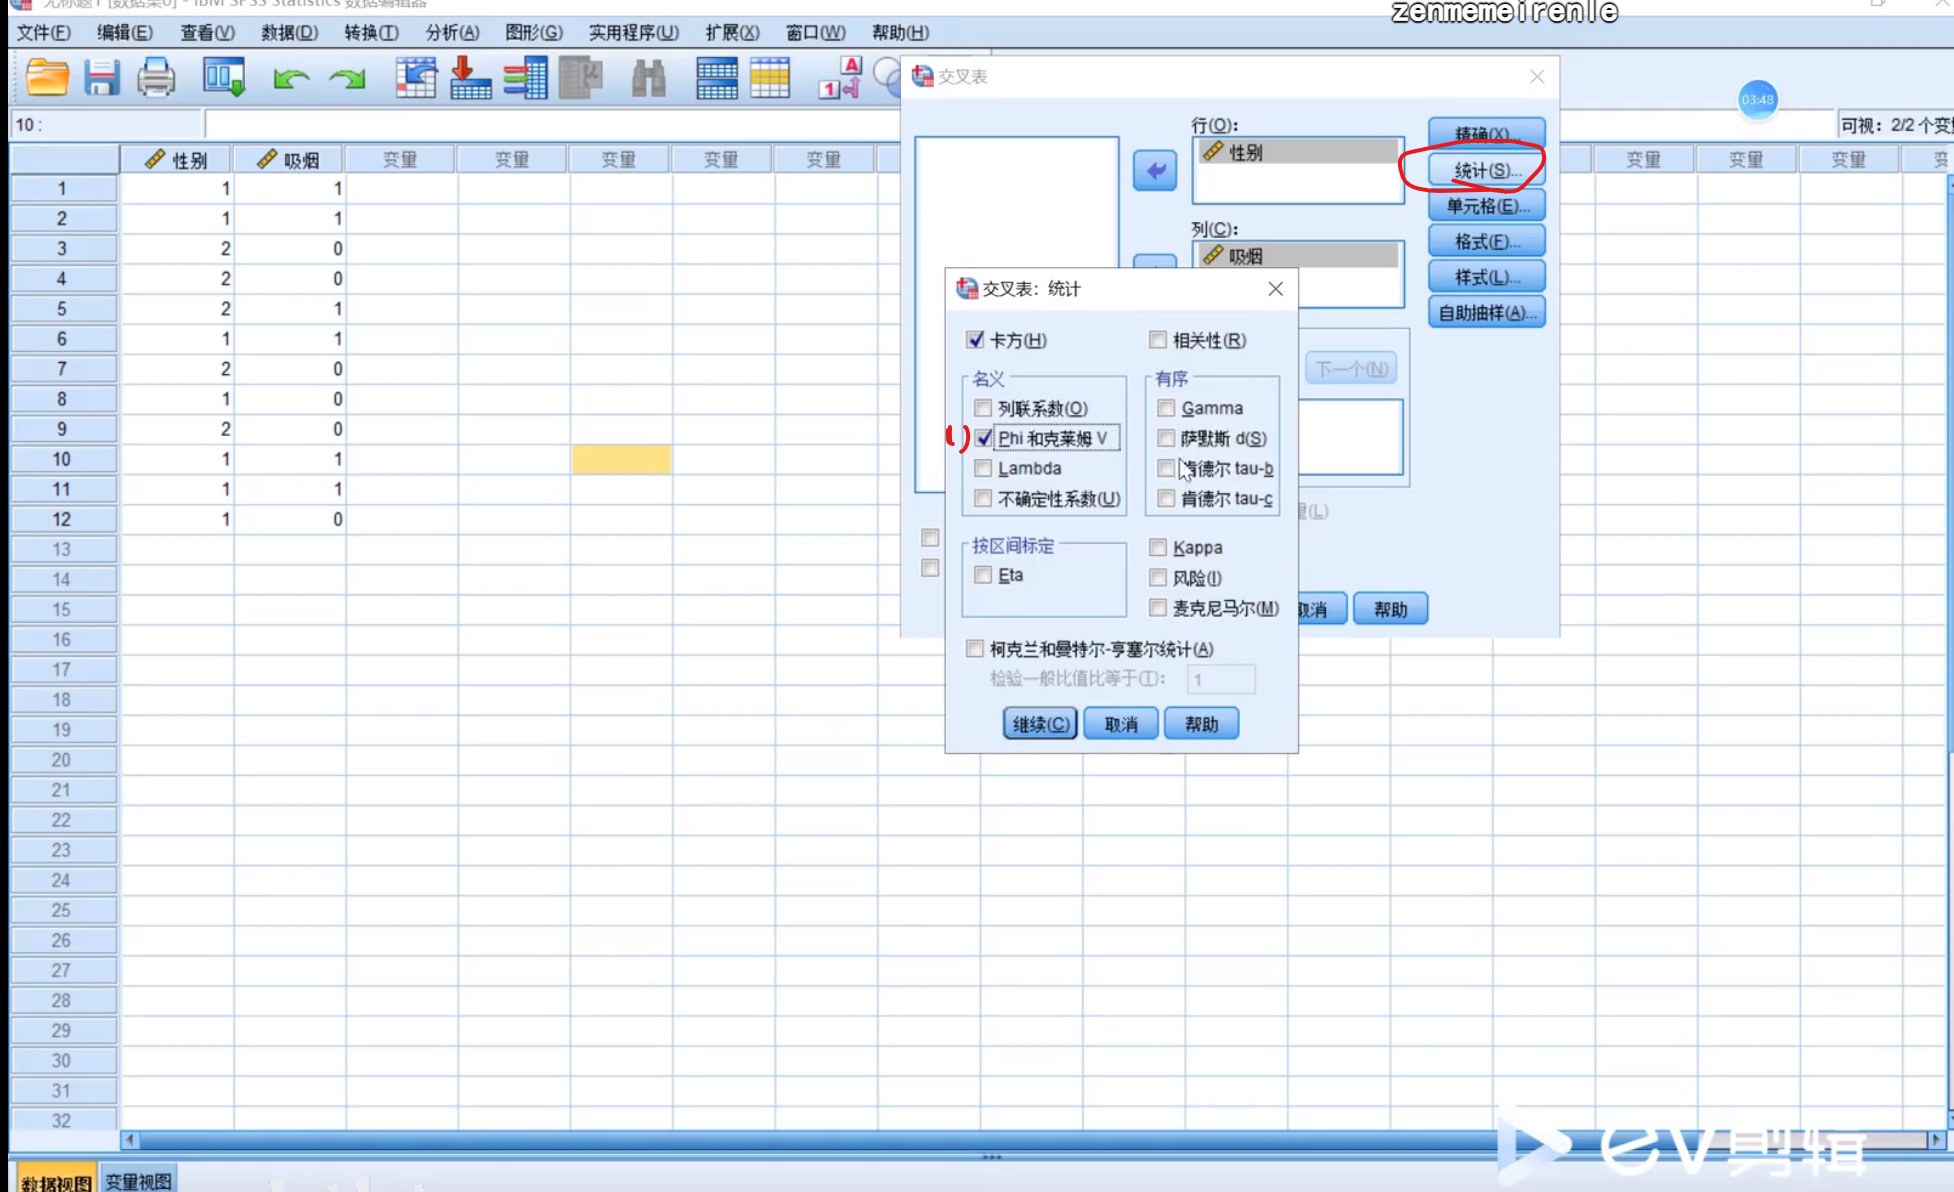 无标题1 [数据集0] - IBM SPSS Statistics 数据编辑器
zenmemeirenle
文件(F) 编辑(E) 查看(V) 数据(D) 转换(T) 分析(A) 图形(G) 实用程序(U) 扩展(X) 窗口(W) 帮助(H)
交叉表
03:48
10 :
可视: 2/2 个变量
行(O):
性别
列(C):
吸烟
精确(X)...
统计(S)...
单元格(E)...
格式(F)...
样式(L)...
自助抽样(A)...
下一个(N)
取消 帮助
性别 吸烟 变量 变量 变量 变量 变量 变量 变量 变量
1 1 1
2 1 1
3 2 0
4 2 0
5 2 1
6 1 1
7 2 0
8 1 0
9 2 0
10 1 1
11 1 1
12 1 0
13
14
15
16
17
18
19
20
21
22
23
24
25
26
27
28
29
30
31
32
交叉表：统计
卡方(H) 相关性(R)
名义 有序
列联系数(O) Gamma
Phi 和克莱姆 V 萨默斯 d(S)
Lambda 肯德尔 tau-b
不确定性系数(U) 肯德尔 tau-c
按区间标定
Eta
Kappa
风险(I)
麦克尼马尔(M)
柯克兰和曼特尔-亨塞尔统计(A)
检验一般比值比等于(T): 1
继续(C) 取消 帮助
数据视图 变量视图
EV剪辑